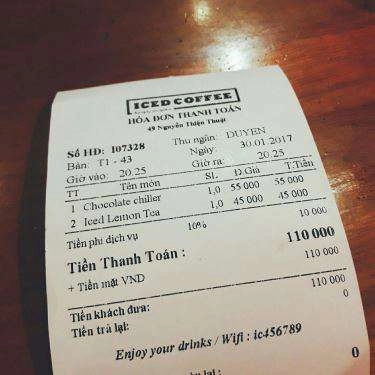 ICED COFFEE
HÓA ĐƠN THANH TOÁN
49 Nguyễn Thiện Thuật
Số HĐ: J07328 Thu ngân: DUYEN
Bàn: T1 - 43 Ngày: 30.01.2017
Giờ vào: 20.25 Giờ ra: 20.25
TT Tên món SL Đ.Giá T.Tiền
1 Chocolate chiller 1,0 55 000 55 000
2 Iced Lemon Tea 1,0 45 000 45 000
Tiền phí dịch vụ 10% 10 000
Tiền Thanh Toán : 110 000
+ Tiền mặt VND 110 000
Tiền khách đưa: 110 000
Tiền trả lại: 0
Enjoy your drinks / Wifi : ic456789
lại : 0